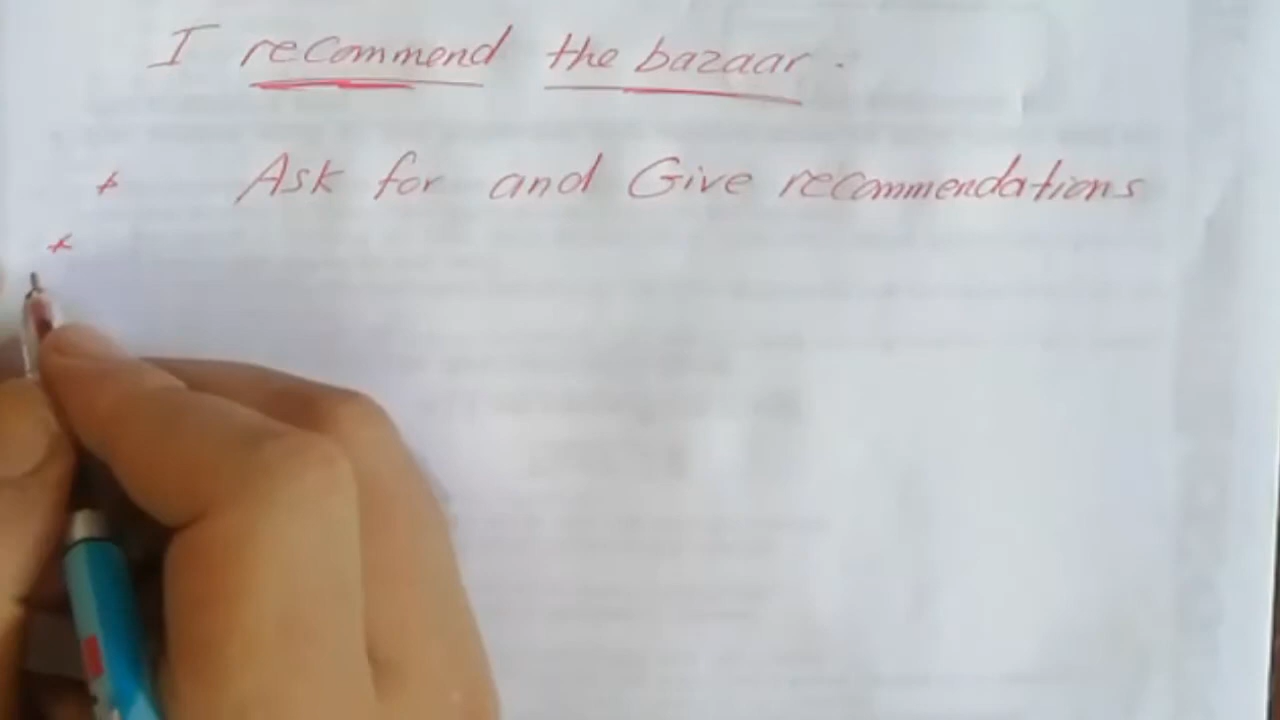 I recommend the bazaar.
* Ask for and Give recommendations
*